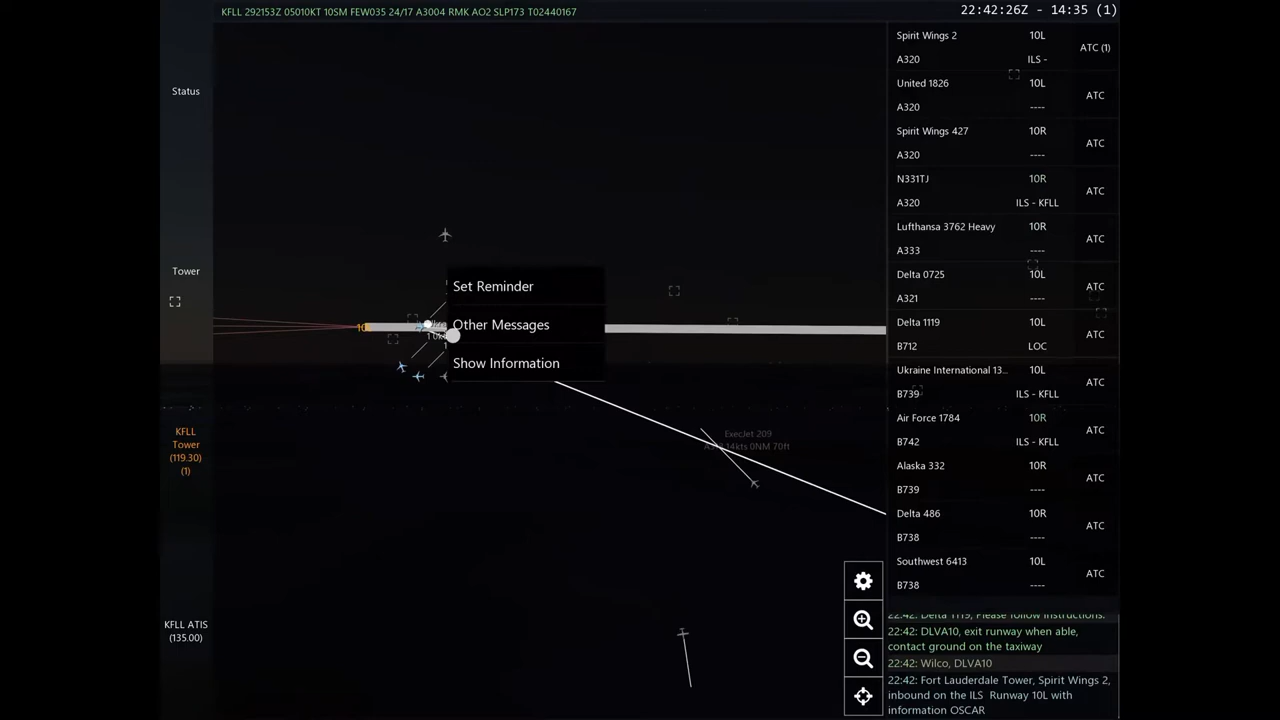 KFLL 292153Z 05010KT 10SM FEW035 24/17 A3004 RMK AO2 SLP173 T02440167
22:42:26Z - 14:35 (1)
Status
Tower
KFLL
Tower
(119.30)
(1)
KFLL ATIS
(135.00)
Set Reminder
Other Messages
Show Information
ExecJet 209
14kts 0NM 70ft
Spirit Wings 2 10L
A320 ILS -
ATC (1)
United 1826 10L
A320 ----
ATC
Spirit Wings 427 10R
A320 ----
ATC
N331TJ 10R
A320 ILS - KFLL
ATC
Lufthansa 3762 Heavy 10R
A333 ----
ATC
Delta 0725 10L
A321 ----
ATC
Delta 1119 10L
B712 LOC
ATC
Ukraine International 13... 10L
B739 ILS - KFLL
ATC
Air Force 1784 10R
B742 ILS - KFLL
ATC
Alaska 332 10R
B739 ----
ATC
Delta 486 10R
B738 ----
ATC
Southwest 6413 10L
B738 ----
ATC
22:42: Delta 1119, Please follow instructions.
22:42: DLVA10, exit runway when able,
contact ground on the taxiway
22:42: Wilco, DLVA10
22:42: Fort Lauderdale Tower, Spirit Wings 2,
inbound on the ILS Runway 10L with
information OSCAR